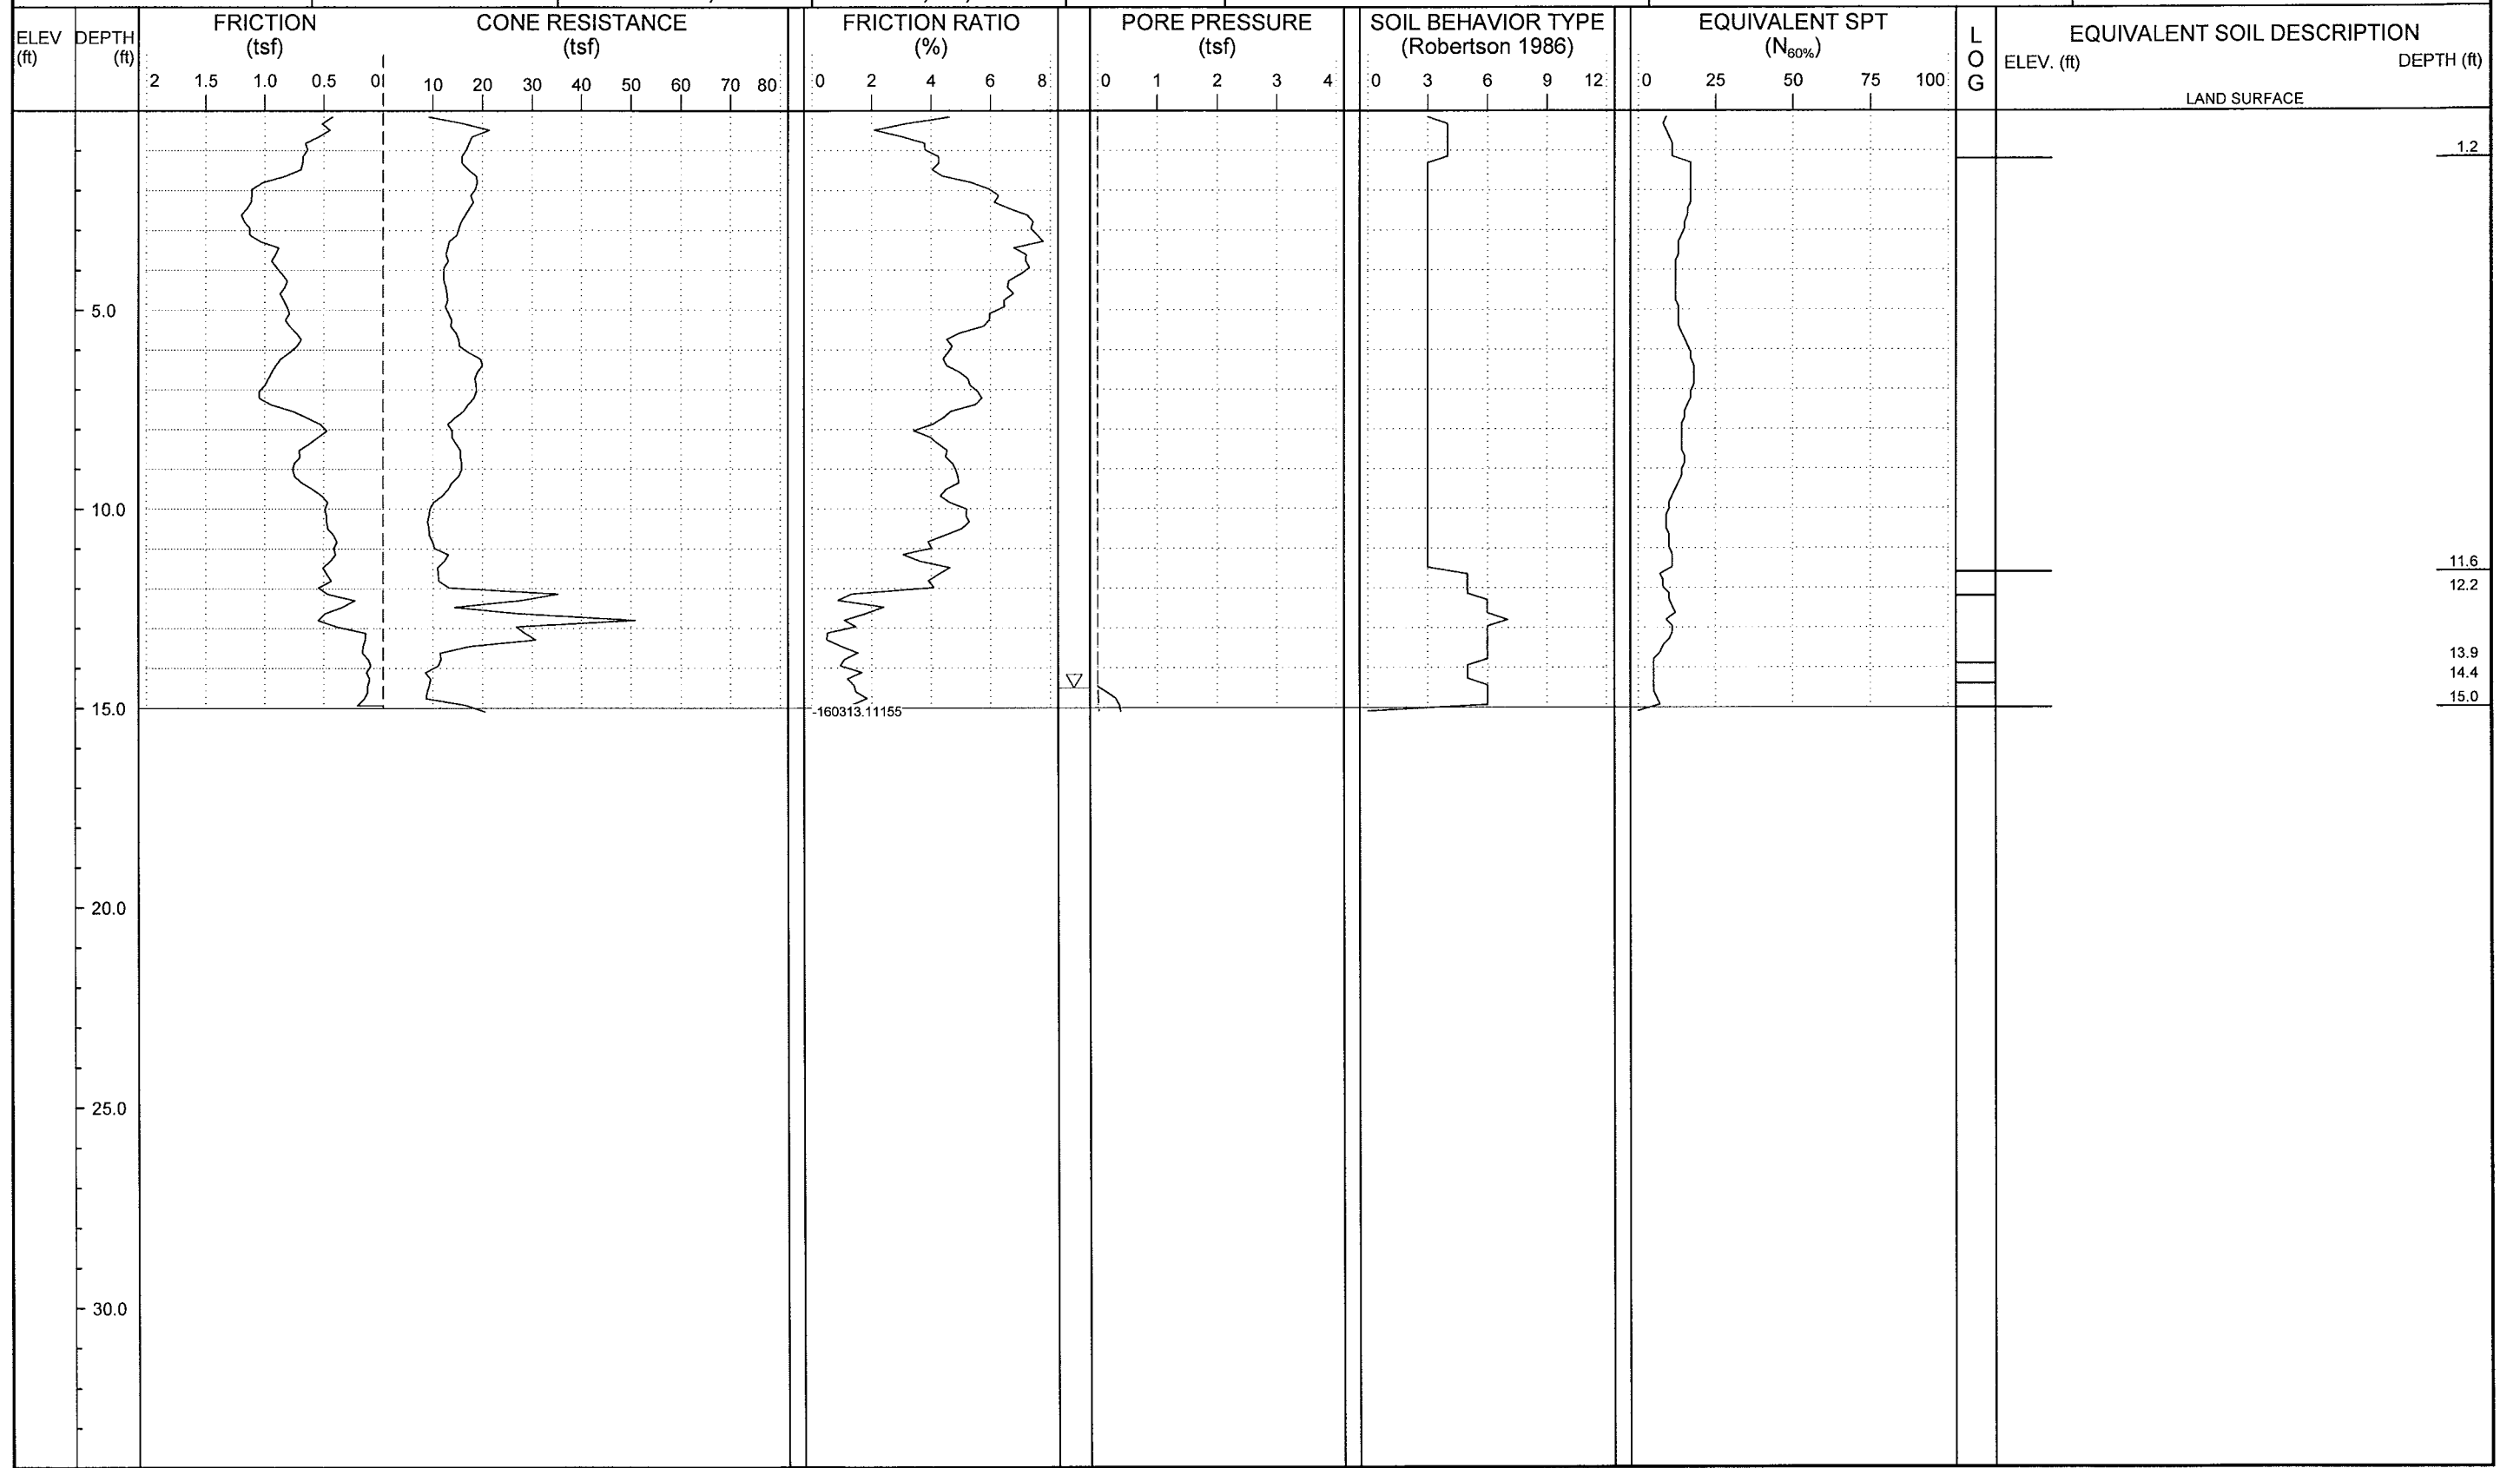 ELEV (ft)
DEPTH (ft)
FRICTION (tsf)
2 1.5 1.0 0.5 0
CONE RESISTANCE (tsf)
10 20 30 40 50 60 70 80
FRICTION RATIO (%)
0 2 4 6 8
PORE PRESSURE (tsf)
0 1 2 3 4
SOIL BEHAVIOR TYPE (Robertson 1986)
0 3 6 9 12
EQUIVALENT SPT (N60%)
0 25 50 75 100
L
O
G
EQUIVALENT SOIL DESCRIPTION
ELEV. (ft) DEPTH (ft)
LAND SURFACE
1.2
5.0
10.0
11.6
12.2
13.9
14.4
15.0
15.0
-160313.11155
20.0
25.0
30.0